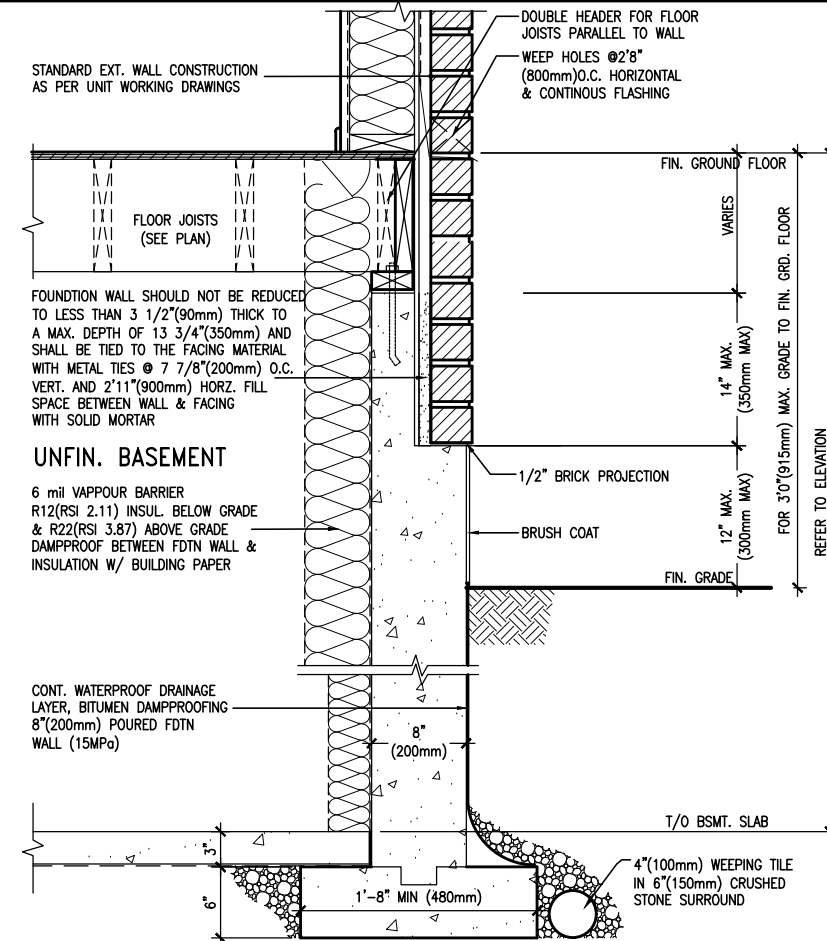 DOUBLE HEADER FOR FLOOR
JOISTS PARALLEL TO WALL
STANDARD EXT. WALL CONSTRUCTION
AS PER UNIT WORKING DRAWINGS
WEEP HOLES @2'8"
(800mm)O.C. HORIZONTAL
& CONTINOUS FLASHING
FIN. GROUND FLOOR
FLOOR JOISTS
(SEE PLAN)
VARIES
FOUNDTION WALL SHOULD NOT BE REDUCED
TO LESS THAN 3 1/2"(90mm) THICK TO
A MAX. DEPTH OF 13 3/4"(350mm) AND
SHALL BE TIED TO THE FACING MATERIAL
WITH METAL TIES @ 7 7/8"(200mm) O.C.
VERT. AND 2'11"(900mm) HORZ. FILL
SPACE BETWEEN WALL & FACING
WITH SOLID MORTAR
14" MAX.
(350mm MAX)
FOR 3'0"(915mm) MAX. GRADE TO FIN. GRD. FLOOR
REFER TO ELEVATION
UNFIN. BASEMENT
6 mil VAPPOUR BARRIER
R12(RSI 2.11) INSUL. BELOW GRADE
& R22(RSI 3.87) ABOVE GRADE
DAMPPROOF BETWEEN FDTN WALL &
INSULATION W/ BUILDING PAPER
1/2" BRICK PROJECTION
BRUSH COAT
12" MAX.
(300mm MAX)
FIN. GRADE
CONT. WATERPROOF DRAINAGE
LAYER, BITUMEN DAMPPROOFING
8"(200mm) POURED FDTN
WALL (15MPa)
8"
(200mm)
T/O BSMT. SLAB
3"
6"
1'-8" MIN (480mm)
4"(100mm) WEEPING TILE
IN 6"(150mm) CRUSHED
STONE SURROUND